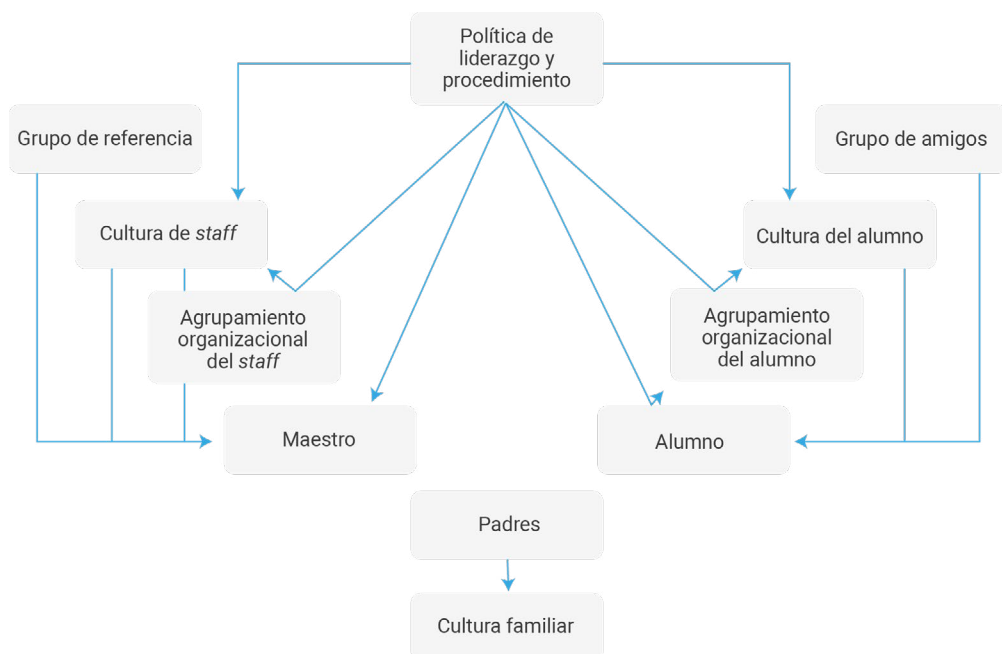 Política de
liderazgo y
procedimiento
Grupo de referencia
Grupo de amigos
Cultura de staff
Cultura del alumno
Agrupamiento
organizacional
del staff
Agrupamiento
organizacional
del alumno
Maestro
Alumno
Padres
Cultura familiar